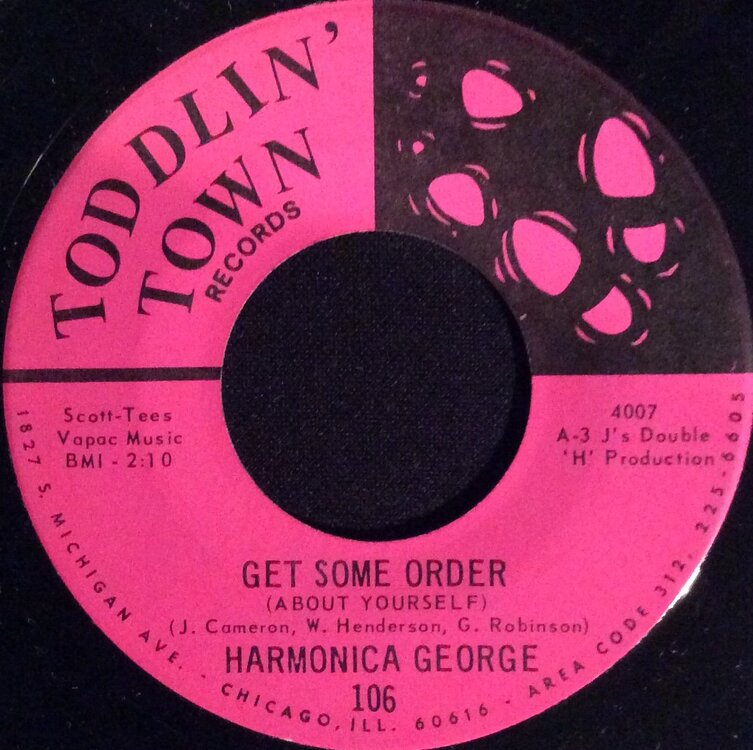 TODDLIN'
TOWN
RECORDS
Scott-Tees
Vapac Music
BMI - 2:10
4007
A-3 J's Double
'H' Production
GET SOME ORDER
(ABOUT YOURSELF)
(J. Cameron, W. Henderson, G. Robinson)
HARMONICA GEORGE
106
1827 S. MICHIGAN AVE. - CHICAGO, ILL. 60616 - AREA CODE 312, 225-6605